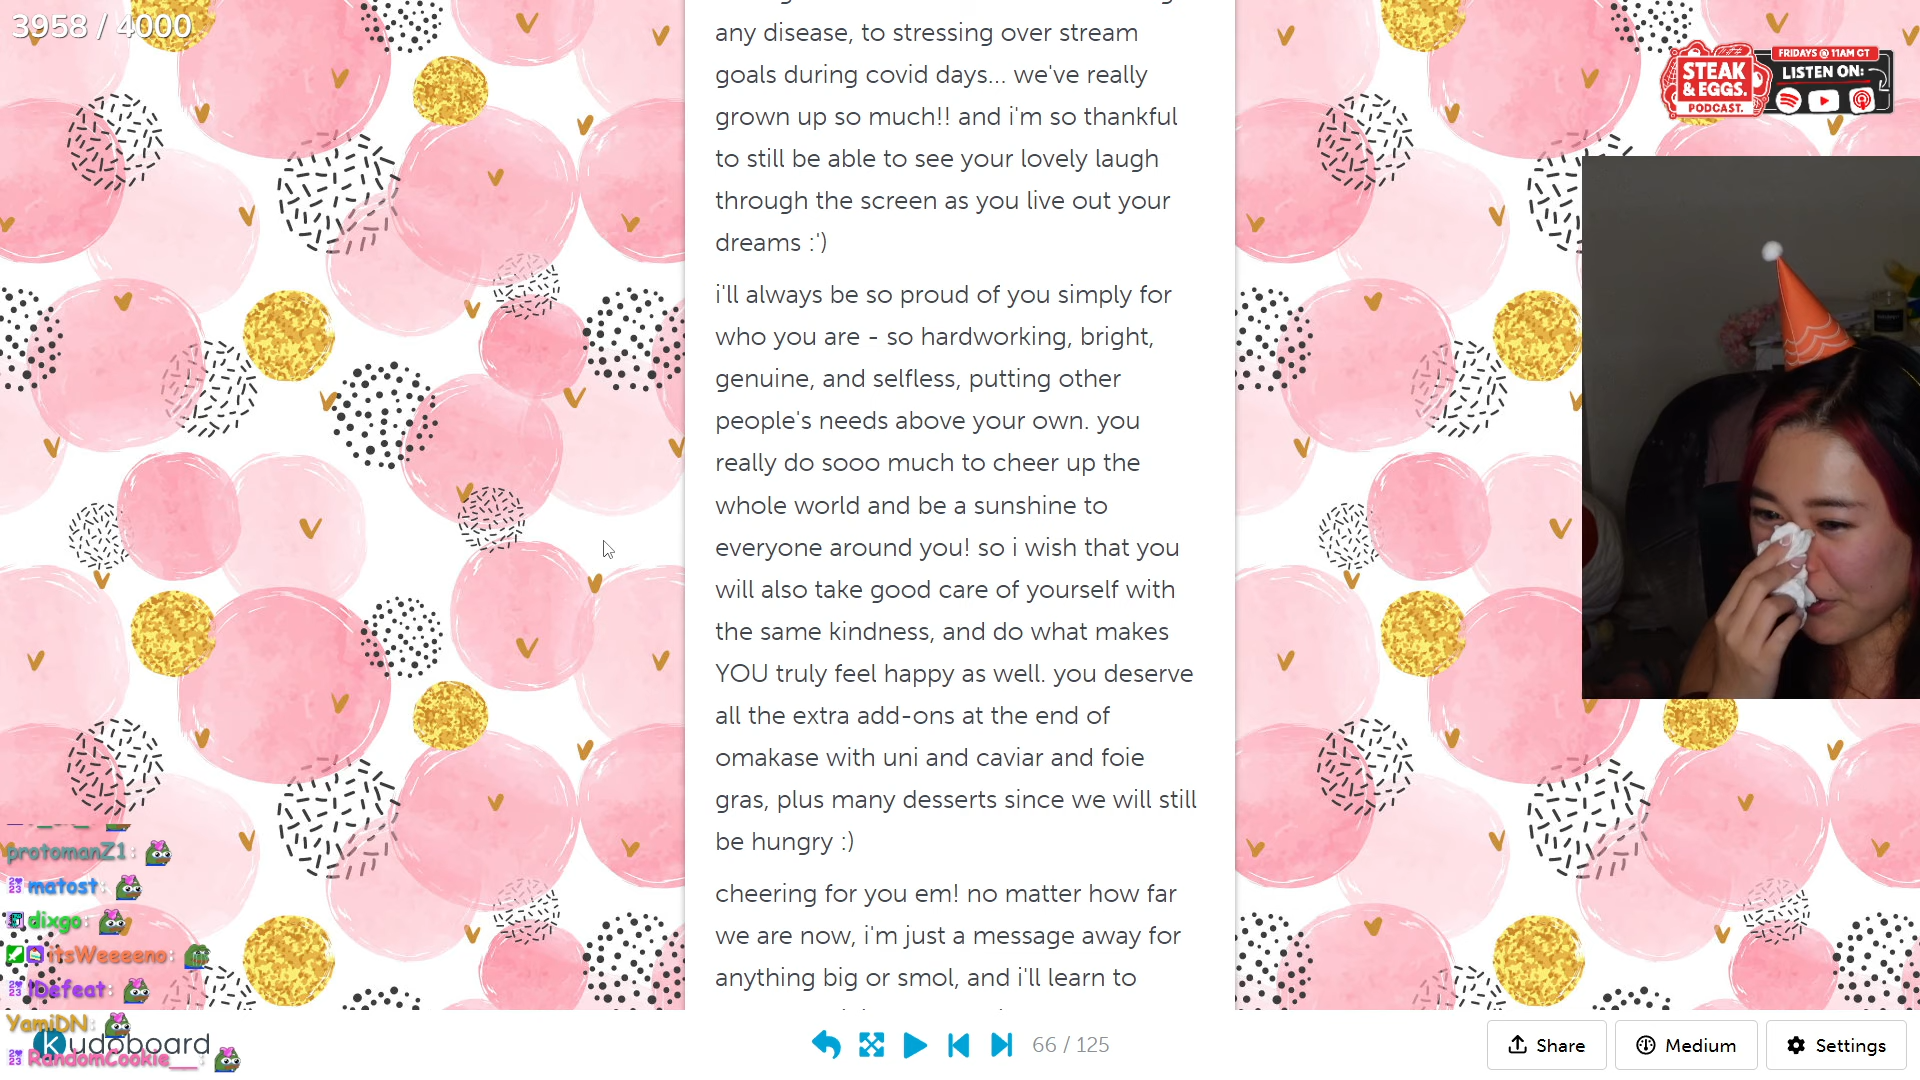 3958 / 4000
any disease, to stressing over stream
goals during covid days... we've really
grown up so much!! and i'm so thankful
to still be able to see your lovely laugh
through the screen as you live out your
dreams :')
i'll always be so proud of you simply for
who you are - so hardworking, bright,
genuine, and selfless, putting other
people's needs above your own. you
really do sooo much to cheer up the
whole world and be a sunshine to
everyone around you! so i wish that you
will also take good care of yourself with
the same kindness, and do what makes
YOU truly feel happy as well. you deserve
all the extra add-ons at the end of
omakase with uni and caviar and foie
gras, plus many desserts since we will still
be hungry :)
cheering for you em! no matter how far
we are now, i'm just a message away for
anything big or smol, and i'll learn to
STEAK
& EGGS.
PODCAST.
FRIDAYS @ 11AM CT
LISTEN ON:
protomanZ1:
matost:
dixgo:
itsWeeeeno:
iDefeat:
YamiDN:
RandomCookie__:
kudoboard
66 / 125
Share
Medium
Settings